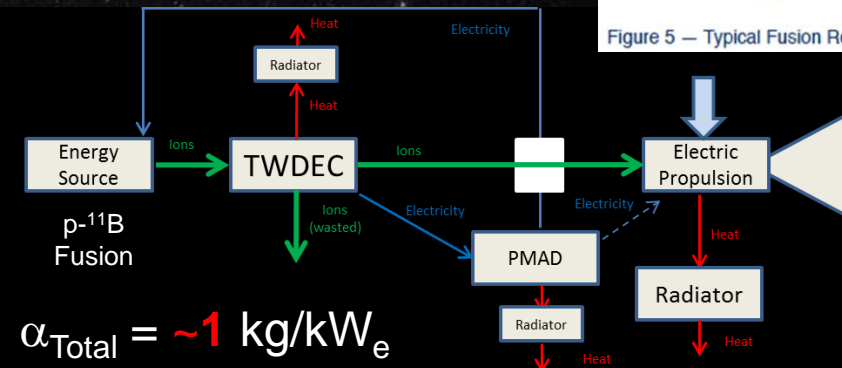 Figure 5 — Typical Fusion Re
Heat
Electricity
Radiator
Heat
Energy
Source
Ions
TWDEC
Ions
Electric
Propulsion
p-¹¹B
Fusion
Ions
(wasted)
Electricity
Electricity
PMAD
Heat
Radiator
Radiator
Heat
Heat
α_Total = ~1 kg/kW_e